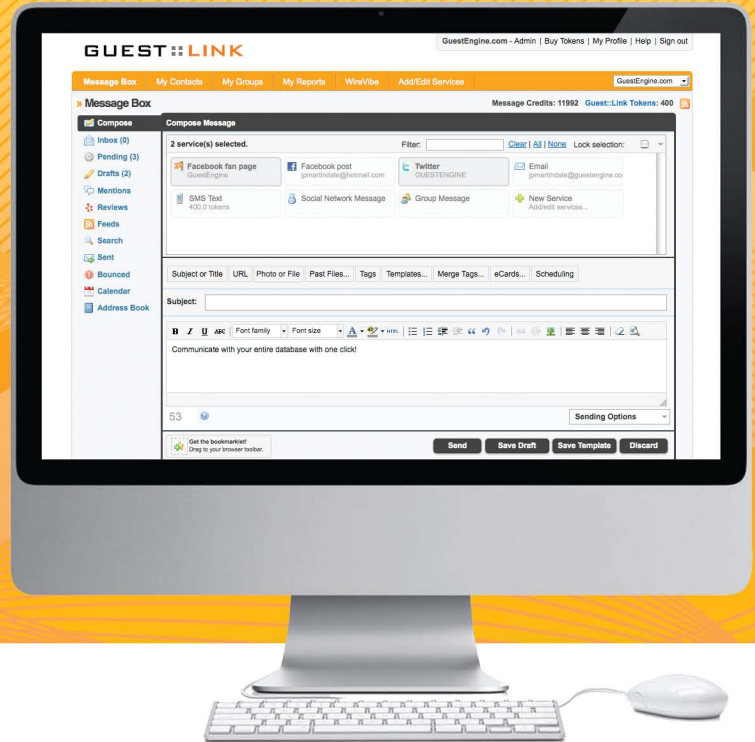 GUEST::LINK
GuestEngine.com - Admin | Buy Tokens | My Profile | Help | Sign out
Message Box My Contacts My Groups My Reports WireVibe Add/Edit Services GuestEngine.com
» Message Box Message Credits: 11992 Guest::Link Tokens: 400
Compose
Inbox (0)
Pending (3)
Drafts (2)
Mentions
Reviews
Feeds
Search
Sent
Bounced
Calendar
Address Book
Compose Message
2 service(s) selected. Filter: Clear | All | None Lock selection:
Facebook fan page
GuestEngine
Facebook post
jpmartindale@hotmail.com
Twitter
GUESTENGINE
Email
jpmartindale@guestengine.co
SMS Text
400.0 tokens
Social Network Message
Group Message
New Service
Add/edit services...
Subject or Title URL Photo or File Past Files... Tags Templates... Merge Tags... eCards... Scheduling
Subject:
B I U ABC Font family Font size A HTML
Communicate with your entire database with one click!
53 Sending Options
Get the bookmarklet!
Drag to your browser toolbar.
Send Save Draft Save Template Discard